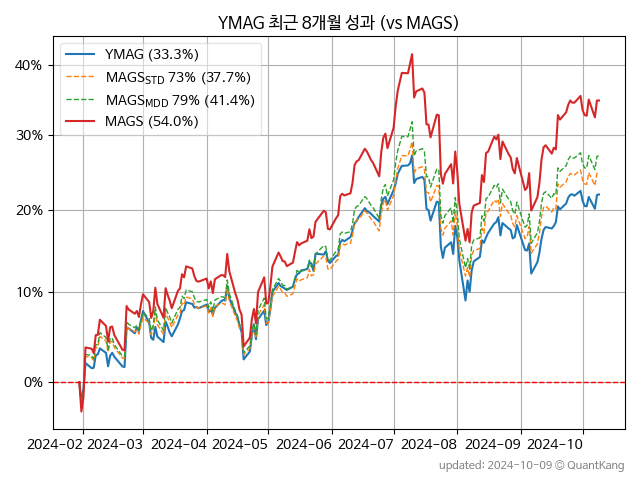 YMAG 최근 8개월 성과 (vs MAGS)
YMAG (33.3%)
MAGS_STD 73% (37.7%)
MAGS_MDD 79% (41.4%)
MAGS (54.0%)
40%
30%
20%
10%
0%
2024-02 2024-03 2024-04 2024-05 2024-06 2024-07 2024-08 2024-09 2024-10
updated: 2024-10-09 © QuantKang